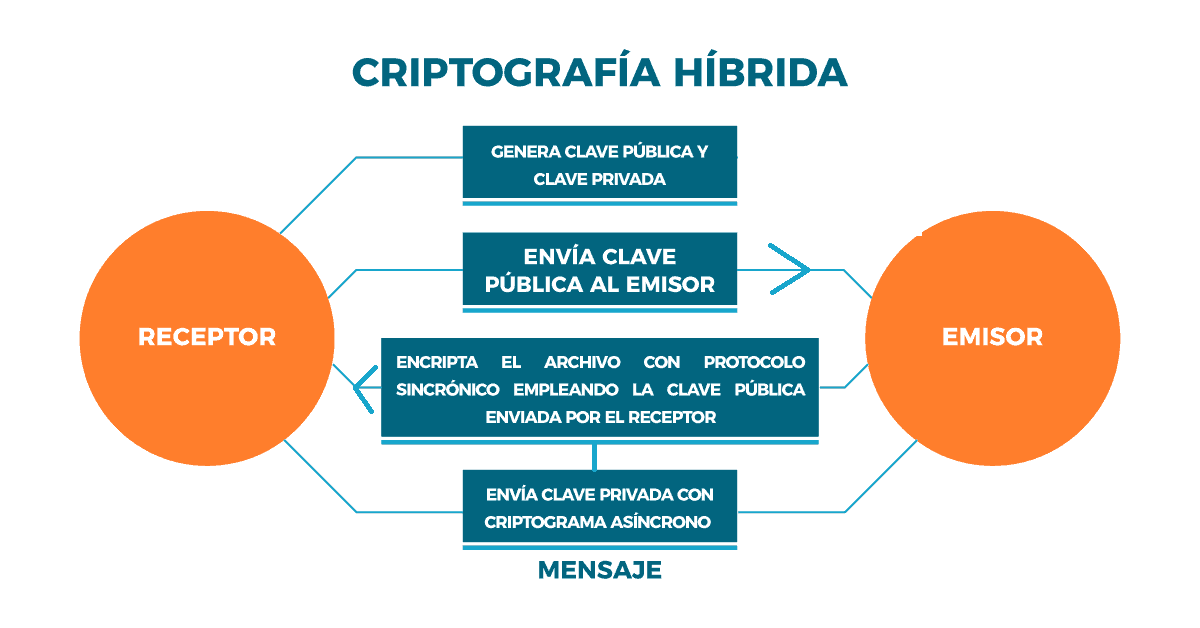 CRIPTOGRAFÍA HÍBRIDA
GENERA CLAVE PÚBLICA Y
CLAVE PRIVADA
ENVÍA CLAVE
PÚBLICA AL EMISOR
RECEPTOR
EMISOR
ENCRIPTA EL ARCHIVO CON PROTOCOLO
SINCRÓNICO EMPLEANDO LA CLAVE PÚBLICA
ENVIADA POR EL RECEPTOR
ENVÍA CLAVE PRIVADA CON
CRIPTOGRAMA ASÍNCRONO
MENSAJE